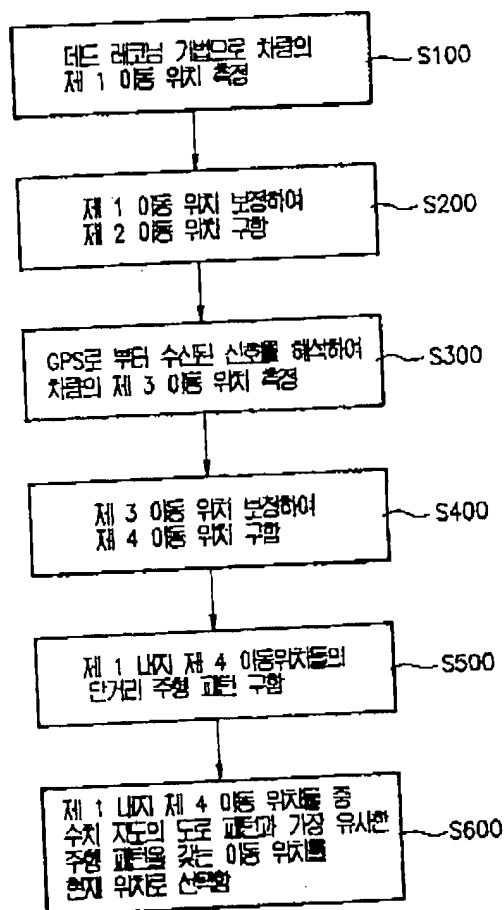 데드 레코닝 기법으로 차량의
제 1 이동 위치 측정
S100
제 1 이동 위치 보정하여
제 2 이동 위치 구함
S200
GPS로 부터 수신된 신호를 해석하여
차량의 제 3 이동 위치 측정
S300
제 3 이동 위치 보정하여
제 4 이동 위치 구함
S400
제 1 내지 제 4 이동위치들의
단거리 주행 패턴 구함
S500
제 1 내지 제 4 이동 위치들 중
수치 지도의 도로 패턴과 가장 유사한
주행 패턴을 갖는 이동 위치를
현재 위치로 선택함
S600